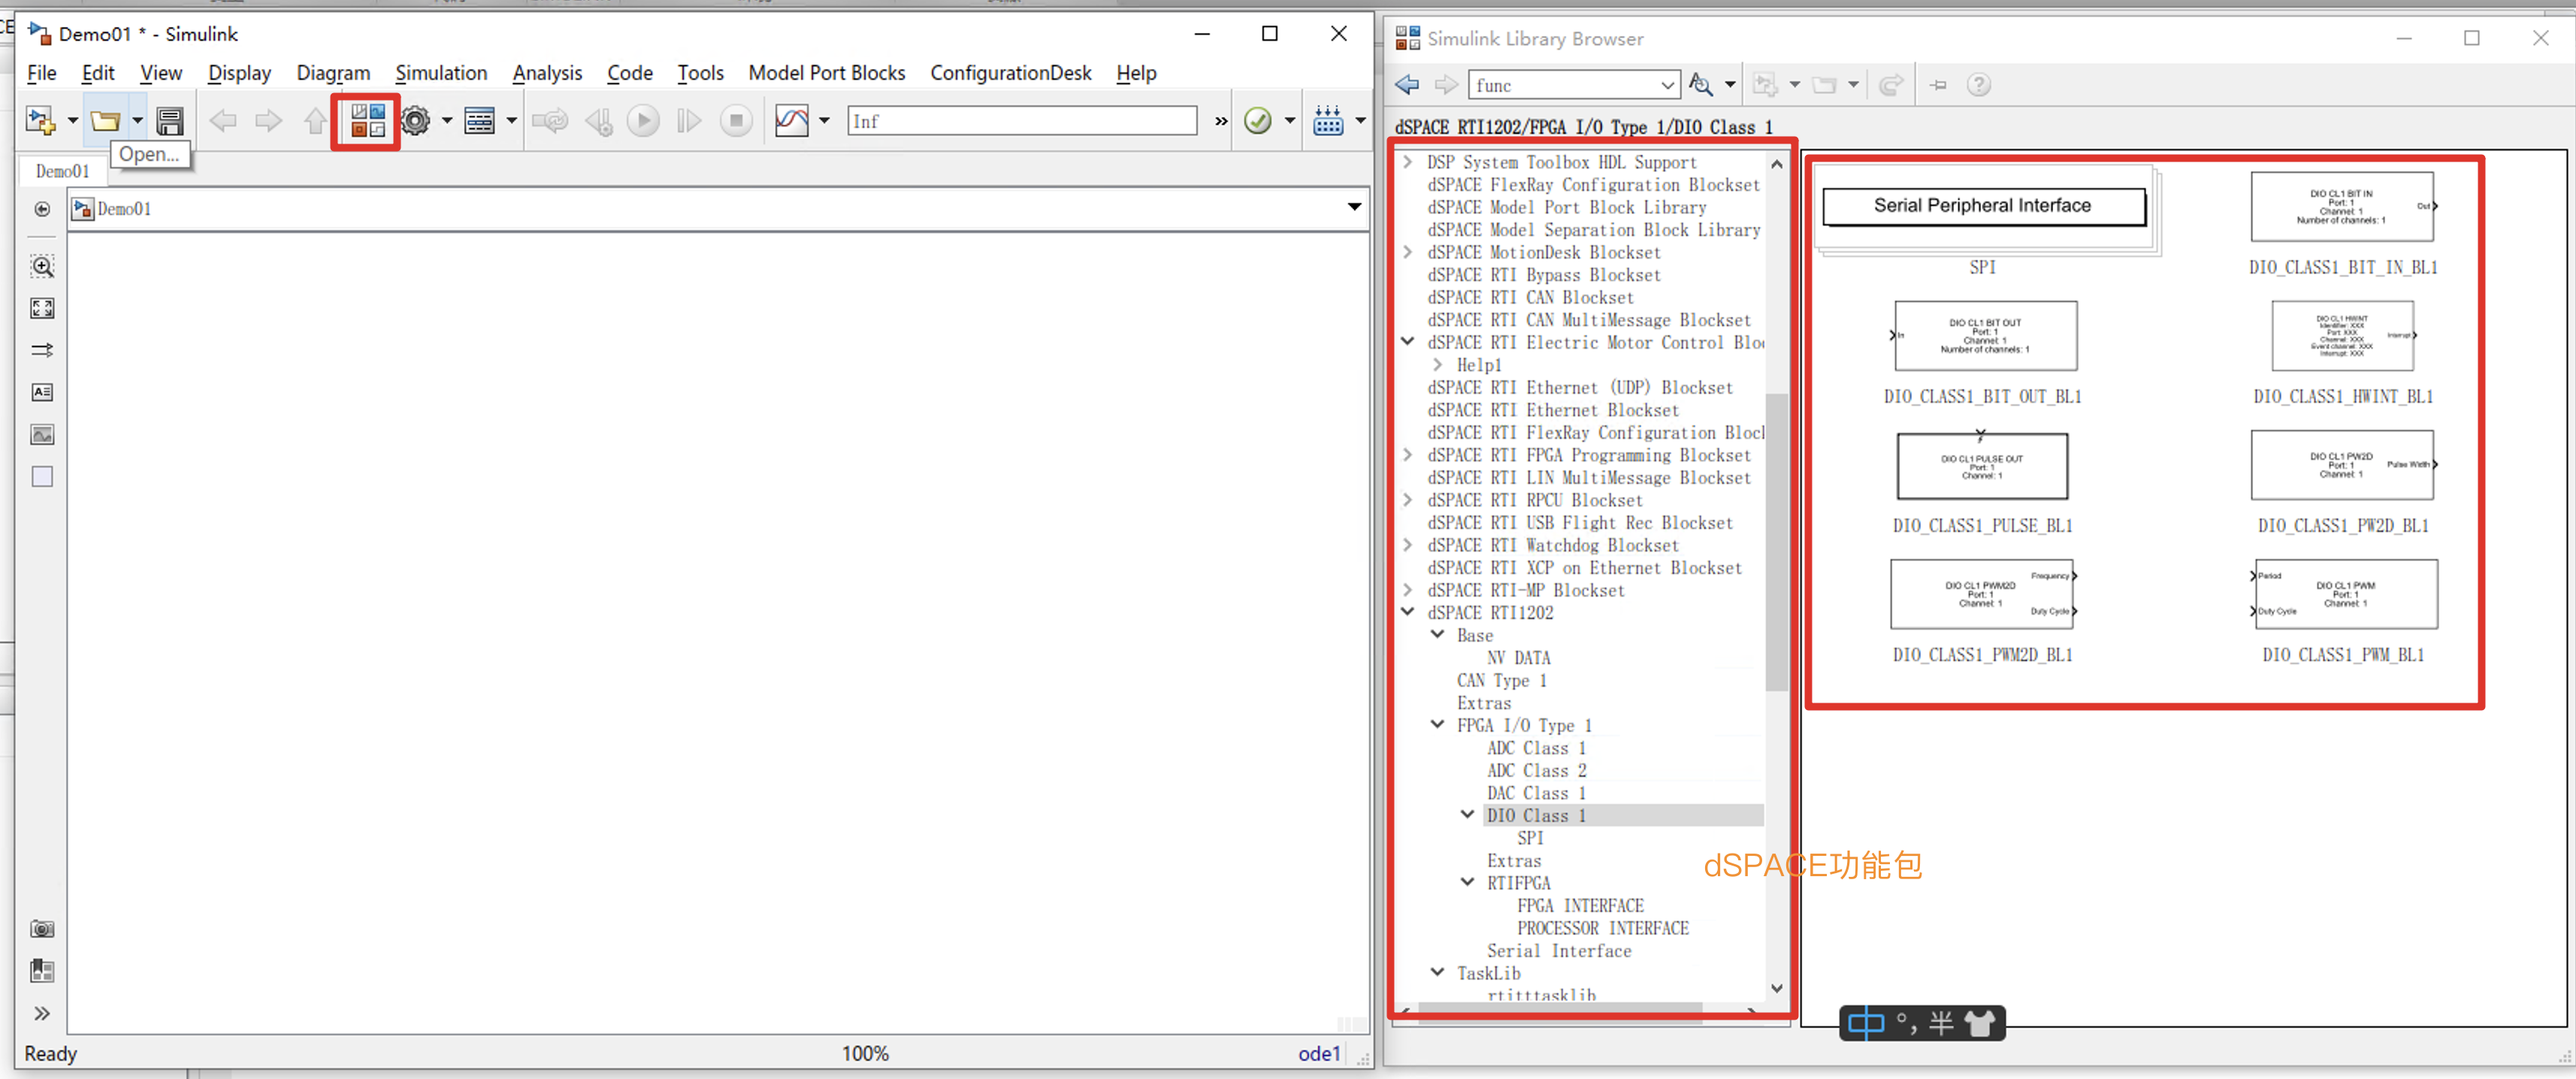 Demo01 * - Simulink
File Edit View Display Diagram Simulation Analysis Code Tools Model Port Blocks ConfigurationDesk Help
Inf
»
Open...
Demo01
Demo01
Ready
100%
ode1
Simulink Library Browser
func
dSPACE RTI1202/FPGA I/O Type 1/DIO Class 1
DSP System Toolbox HDL Support
dSPACE FlexRay Configuration Blockset
dSPACE Model Port Block Library
dSPACE Model Separation Block Library
dSPACE MotionDesk Blockset
dSPACE RTI Bypass Blockset
dSPACE RTI CAN Blockset
dSPACE RTI CAN MultiMessage Blockset
dSPACE RTI Electric Motor Control Blo
Help1
dSPACE RTI Ethernet (UDP) Blockset
dSPACE RTI Ethernet Blockset
dSPACE RTI FlexRay Configuration Bloc
dSPACE RTI FPGA Programming Blockset
dSPACE RTI LIN MultiMessage Blockset
dSPACE RTI RPCU Blockset
dSPACE RTI USB Flight Rec Blockset
dSPACE RTI Watchdog Blockset
dSPACE RTI XCP on Ethernet Blockset
dSPACE RTI-MP Blockset
dSPACE RTI1202
Base
NV DATA
CAN Type 1
Extras
FPGA I/O Type 1
ADC Class 1
ADC Class 2
DAC Class 1
DIO Class 1
SPI
Extras
RTIFPGA
FPGA INTERFACE
PROCESSOR INTERFACE
Serial Interface
TaskLib
rtitttasklib
dSPACE功能包
Serial Peripheral Interface
SPI
DIO CL1 BIT IN
Port: 1
Channel: 1
Number of channels: 1
Out
DIO_CLASS1_BIT_IN_BL1
In
DIO CL1 BIT OUT
Port: 1
Channel: 1
Number of channels: 1
DIO_CLASS1_BIT_OUT_BL1
DIO CL1 HWINT
Identifier: XXX
Port: XXX
Channel: XXX
Event channel: XXX
Interrupt: XXX
Interrupt
DIO_CLASS1_HWINT_BL1
DIO CL1 PULSE OUT
Port: 1
Channel: 1
DIO_CLASS1_PULSE_BL1
DIO CL1 PW2D
Port: 1
Channel: 1
Pulse Width
DIO_CLASS1_PW2D_BL1
DIO CL1 PWM2D
Port: 1
Channel: 1
Frequency
Duty Cycle
DIO_CLASS1_PWM2D_BL1
Period
Duty Cycle
DIO CL1 PWM
Port: 1
Channel: 1
DIO_CLASS1_PWM_BL1
中 °, 半